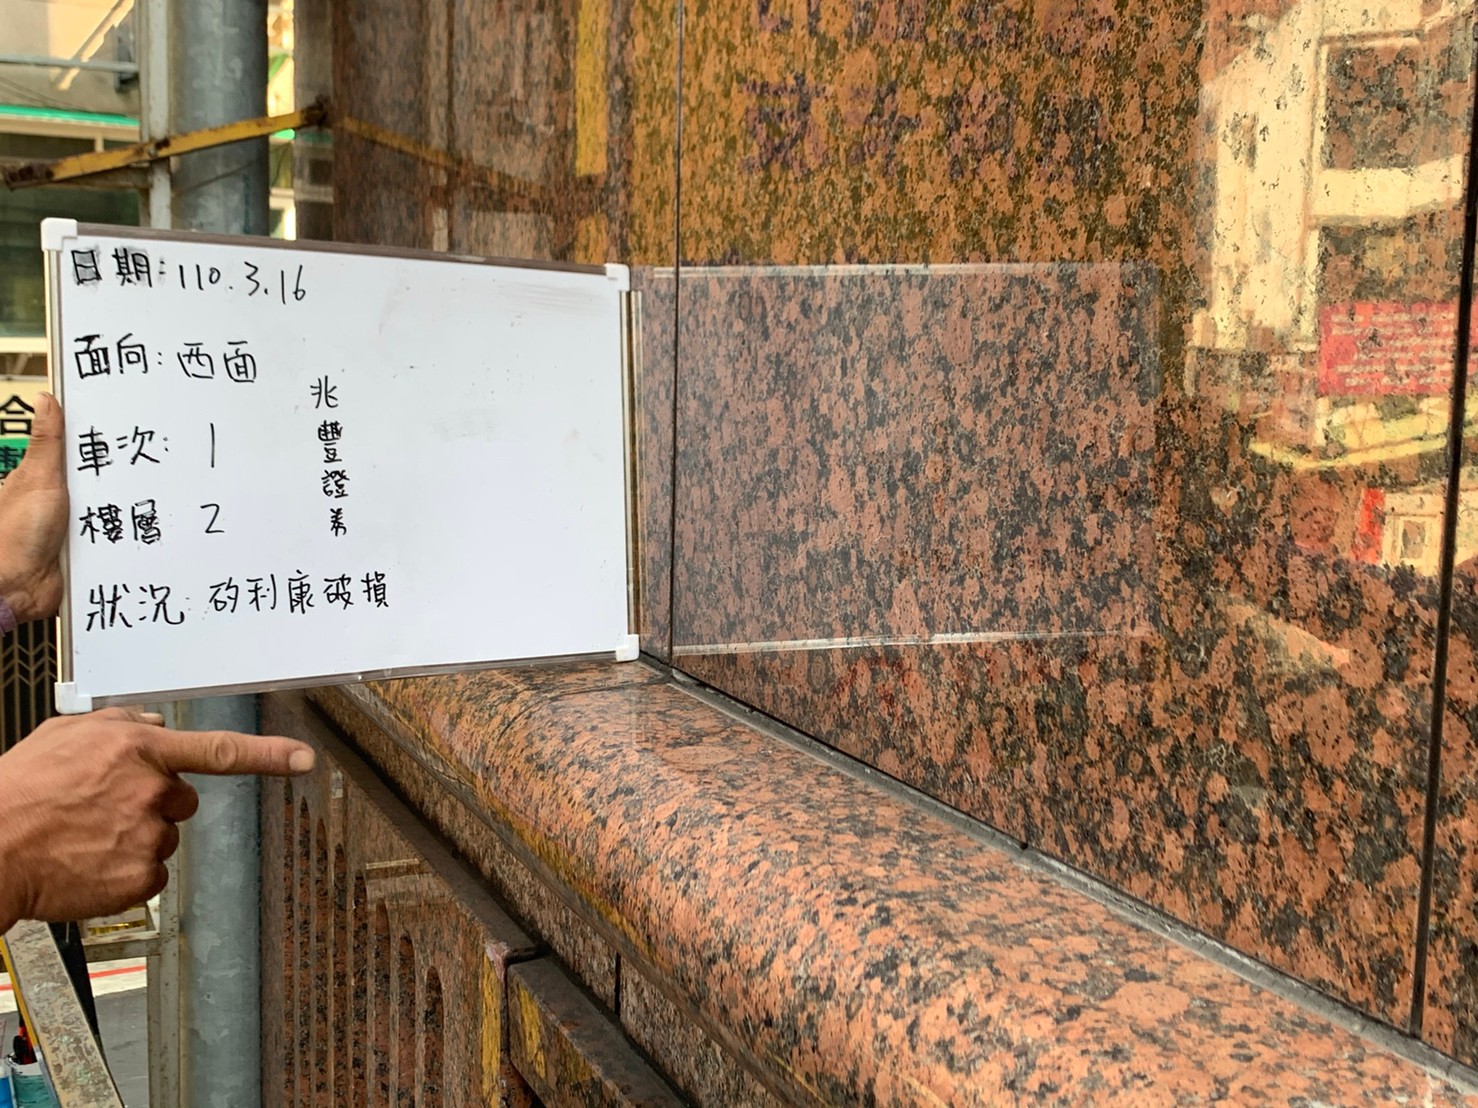 日期:110.3.16
面向:西面
車次:1
樓層 2
狀況:矽利康破損
兆豐證券
合